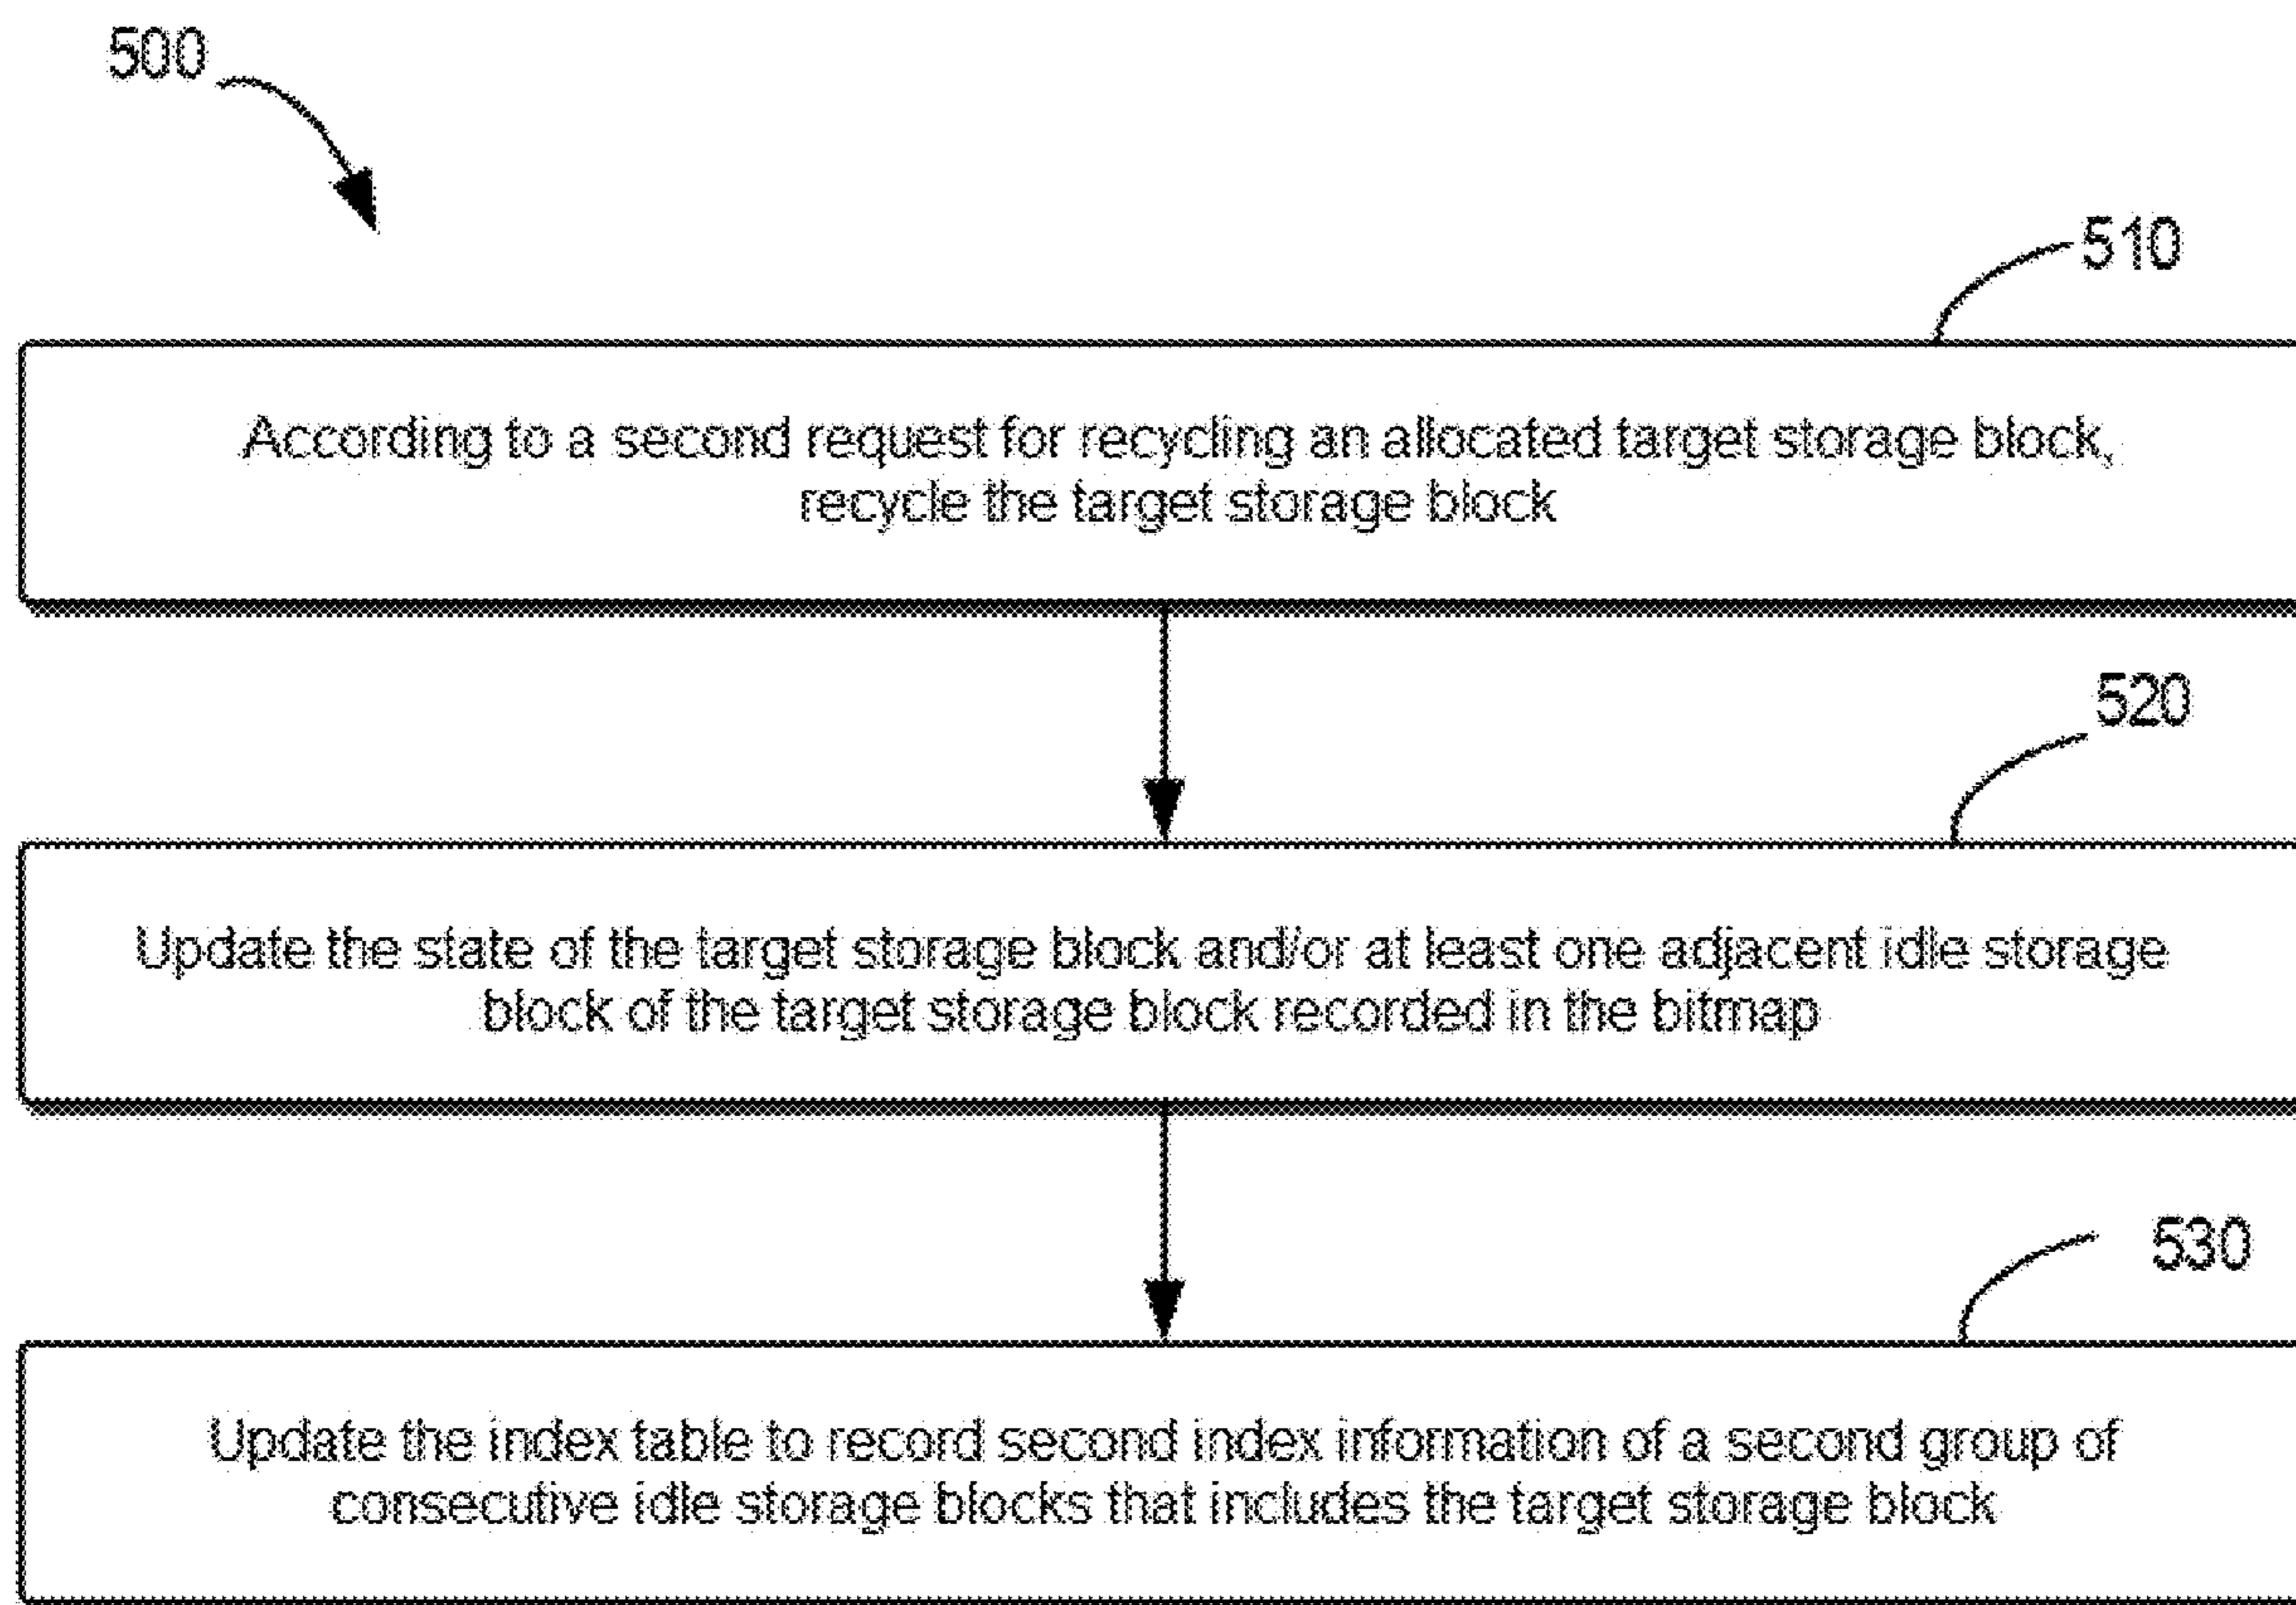 500
510
According to a second request for recycling an allocated target storage block,
recycle the target storage block
520
Update the state of the target storage block and/or at least one adjacent idle storage
block of the target storage block recorded in the bitmap
530
Update the index table to record second index information of a second group of
consecutive idle storage blocks that includes the target storage block